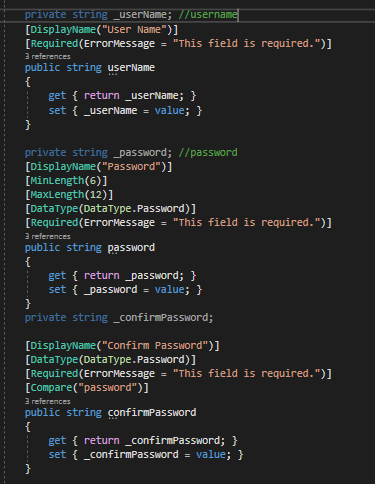 private string _userName; //username
[DisplayName("User Name")]
[Required(ErrorMessage = "This field is required.")]
3 references
public string userName
{
get { return _userName; }
set { _userName = value; }
}
private string _password; //password
[DisplayName("Password")]
[MinLength(6)]
[MaxLength(12)]
[DataType(DataType.Password)]
[Required(ErrorMessage = "This field is required.")]
3 references
public string password
{
get { return _password; }
set { _password = value; }
}
private string _confirmPassword;
[DisplayName("Confirm Password")]
[DataType(DataType.Password)]
[Required(ErrorMessage = "This field is required.")]
[Compare("password")]
3 references
public string confirmPassword
{
get { return _confirmPassword; }
set { _confirmPassword = value; }
}